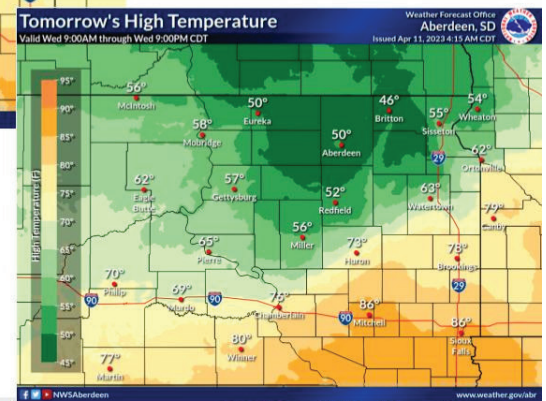 Tomorrow's High Temperature
Valid Wed 9:00AM through Wed 9:00PM CDT
Weather Forecast Office
Aberdeen, SD
Issued Apr 11, 2023 4:15 AM CDT
High Temperature (F)
95°
90°
85°
80°
75°
70°
65°
60°
55°
50°
45°
56°
McIntosh
58°
Mobridge
50°
Eureka
50°
Aberdeen
46°
Britton
55°
Sisseton
54°
Wheaton
29
62°
Ortonville
62°
Eagle
Butte
57°
Gettysburg
52°
Redfield
63°
Watertown
79°
Canby
56°
Miller
65°
Pierre
73°
Huron
78°
Brookings
29
70°
Philip
90
69°
Murdo
90
76°
Chamberlain
90
86°
Mitchell
86°
Sioux
Falls
80°
Winner
77°
Martin
NWSAberdeen
www.weather.gov/abr